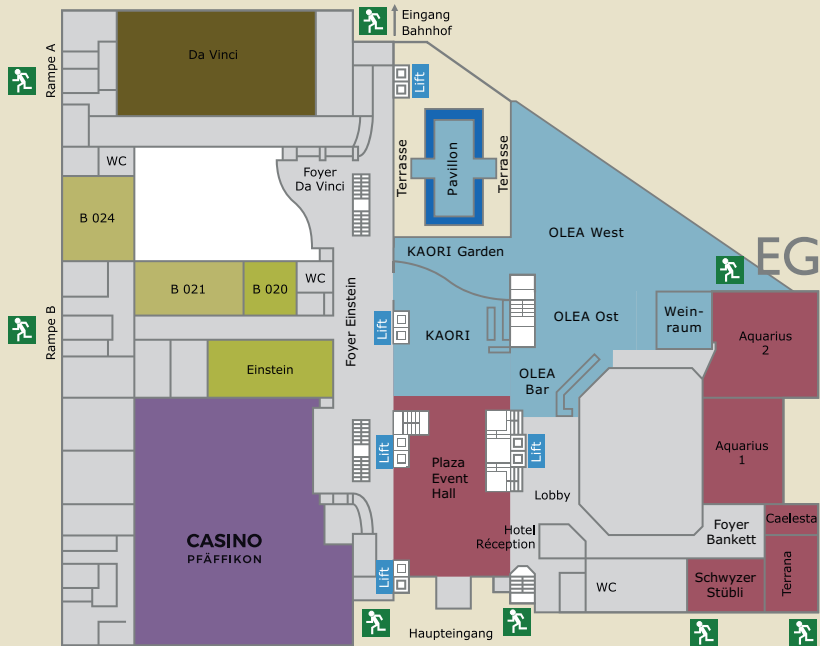 Eingang
Bahnhof
Rampe A
Da Vinci
Lift
WC
Foyer
Da Vinci
Terrasse
Pavillon
Terrasse
B 024
OLEA West
KAORI Garden
EG
B 021
B 020
WC
Rampe B
Foyer Einstein
Lift
KAORI
OLEA Ost
Wein-
raum
Aquarius
2
Einstein
OLEA
Bar
Lift
Plaza
Event
Hall
Lift
Aquarius
1
Lobby
CASINO
PFÄFFIKON
Hotel
Réception
Foyer
Bankett
Caelesta
Lift
WC
Schwyzer
Stübli
Terrana
Haupteingang